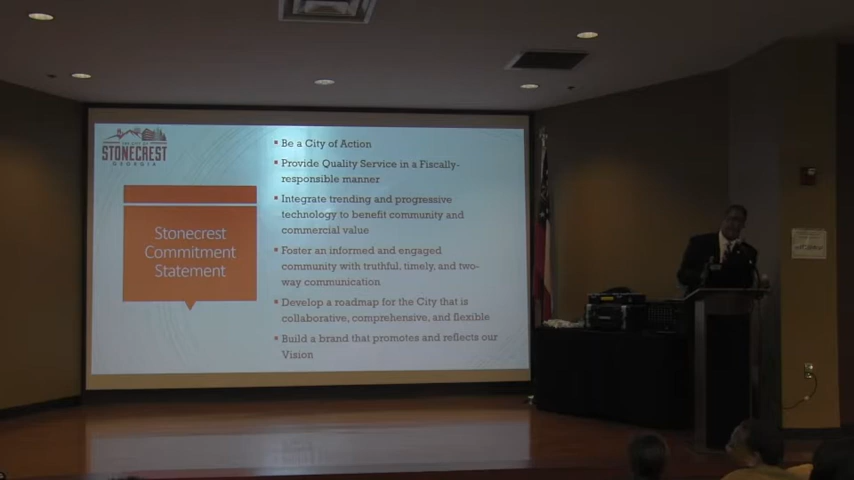 THE CITY OF
STONECREST
GEORGIA
Stonecrest
Commitment
Statement
▪ Be a City of Action
▪ Provide Quality Service in a Fiscally-
responsible manner
▪ Integrate trending and progressive
technology to benefit community and
commercial value
▪ Foster an informed and engaged
community with truthful, timely, and two-
way communication
▪ Develop a roadmap for the City that is
collaborative, comprehensive, and flexible
▪ Build a brand that promotes and reflects our
Vision